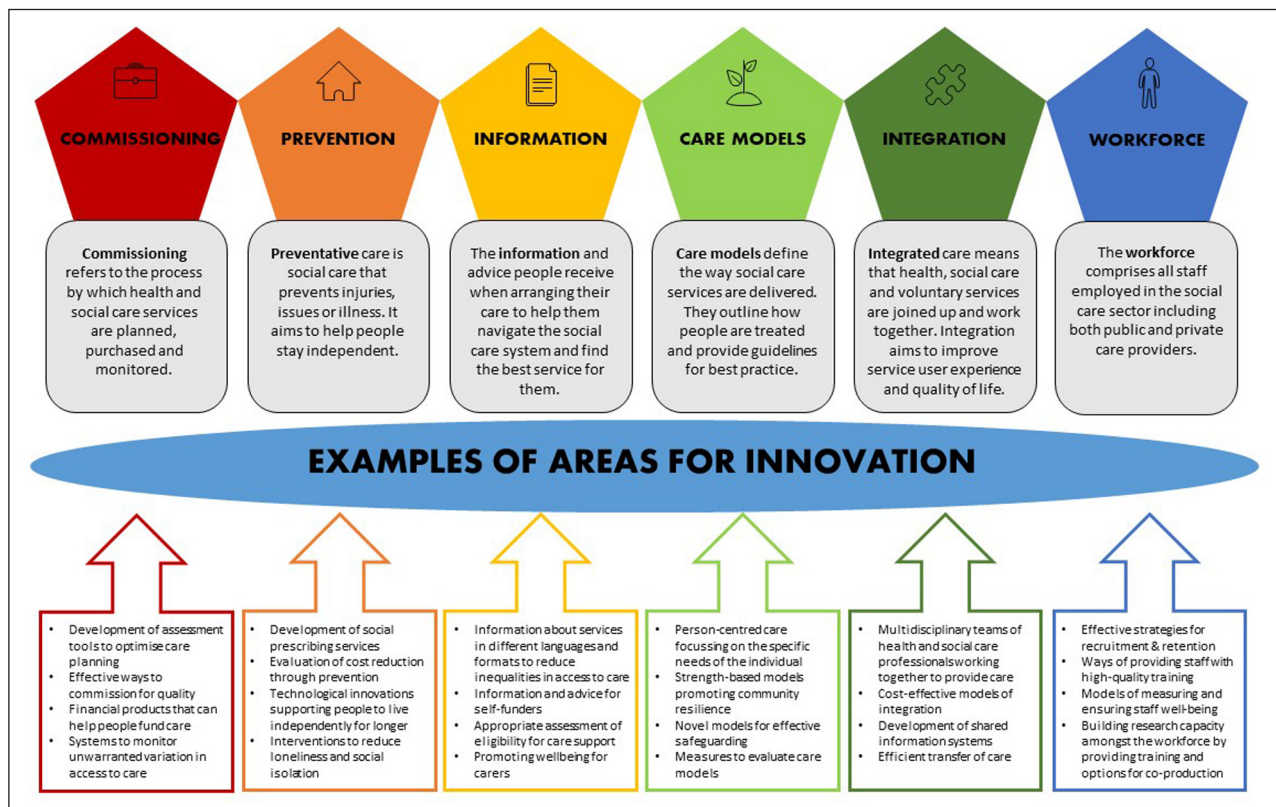 COMMISSIONING
PREVENTION
INFORMATION
CARE MODELS
INTEGRATION
WORKFORCE
Commissioning
refers to the process
by which health and
social care services
are planned,
purchased and
monitored.
Preventative care is
social care that
prevents injuries,
issues or illness. It
aims to help people
stay independent.
The information and
advice people receive
when arranging their
care to help them
navigate the social
care system and find
the best service for
them.
Care models define
the way social care
services are delivered.
They outline how
people are treated
and provide guidelines
for best practice.
Integrated care means
that health, social care
and voluntary services
are joined up and work
together. Integration
aims to improve
service user experience
and quality of life.
The workforce
comprises all staff
employed in the social
care sector including
both public and private
care providers.
EXAMPLES OF AREAS FOR INNOVATION
• Development of assessment
tools to optimise care
planning
• Effective ways to
commission for quality
• Financial products that can
help people fund care
• Systems to monitor
unwarranted variation in
access to care
• Development of social
prescribing services
• Evaluation of cost reduction
through prevention
• Technological innovations
supporting people to live
independently for longer
• Interventions to reduce
loneliness and social
isolation
• Information about services
in different languages and
formats to reduce
inequalities in access to care
• Information and advice for
self-funders
• Appropriate assessment of
eligibility for care support
• Promoting wellbeing for
carers
• Person-centred care
focussing on the specific
needs of the individual
• Strength-based models
promoting community
resilience
• Novel models for effective
safeguarding
• Measures to evaluate care
models
• Multidisciplinary teams of
health and social care
professionals working
together to provide care
• Cost-effective models of
integration
• Development of shared
information systems
• Efficient transfer of care
• Effective strategies for
recruitment & retention
• Ways of providing staff with
high-quality training
• Models of measuring and
ensuring staff well-being
• Building research capacity
amongst the workforce by
providing training and
options for co-production